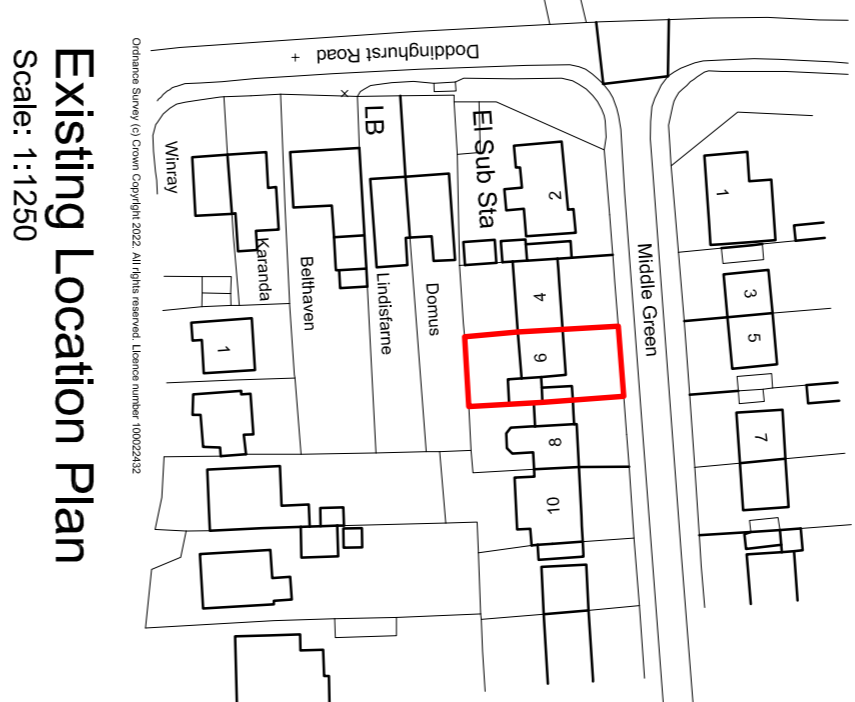 Existing Location Plan
Scale: 1:1250
Ordnance Survey (c) Crown Copyright 2022. All rights reserved. Licence number 100022432
Doddinghurst Road
Middle Green
El Sub Sta
LB
Winray
Karanda
Belthaven
Lindisfarne
Domus
1
2
4
6
8
10
1
3
5
7